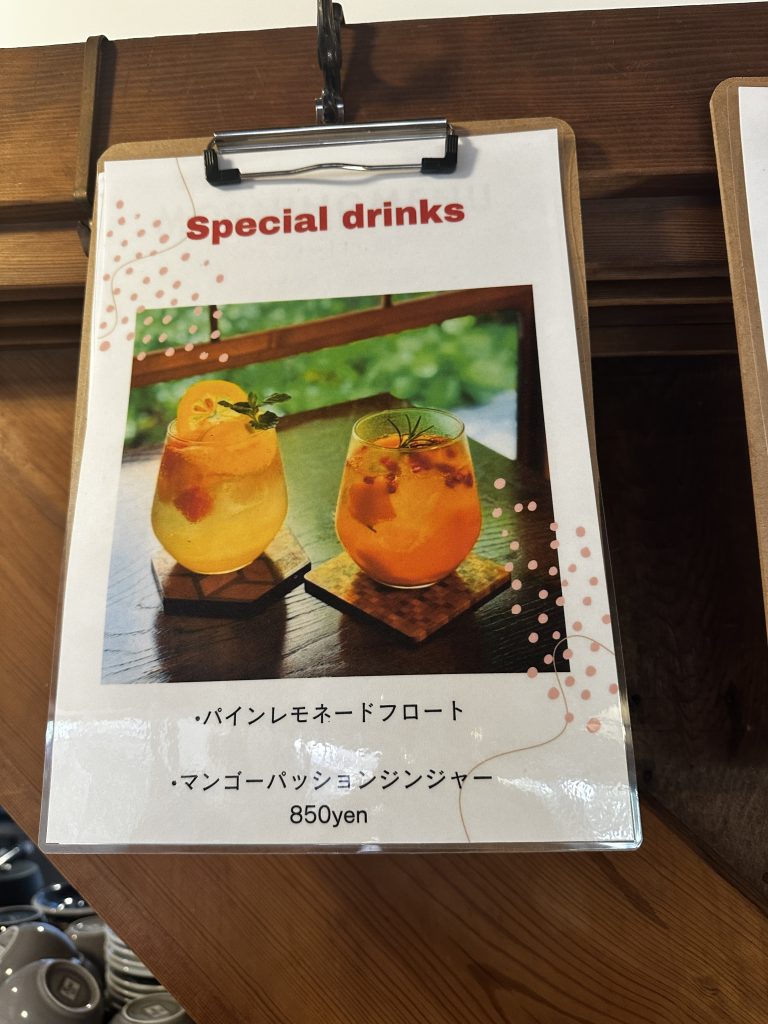 Special drinks
・パインレモネードフロート
・マンゴーパッションジンジャー
850yen